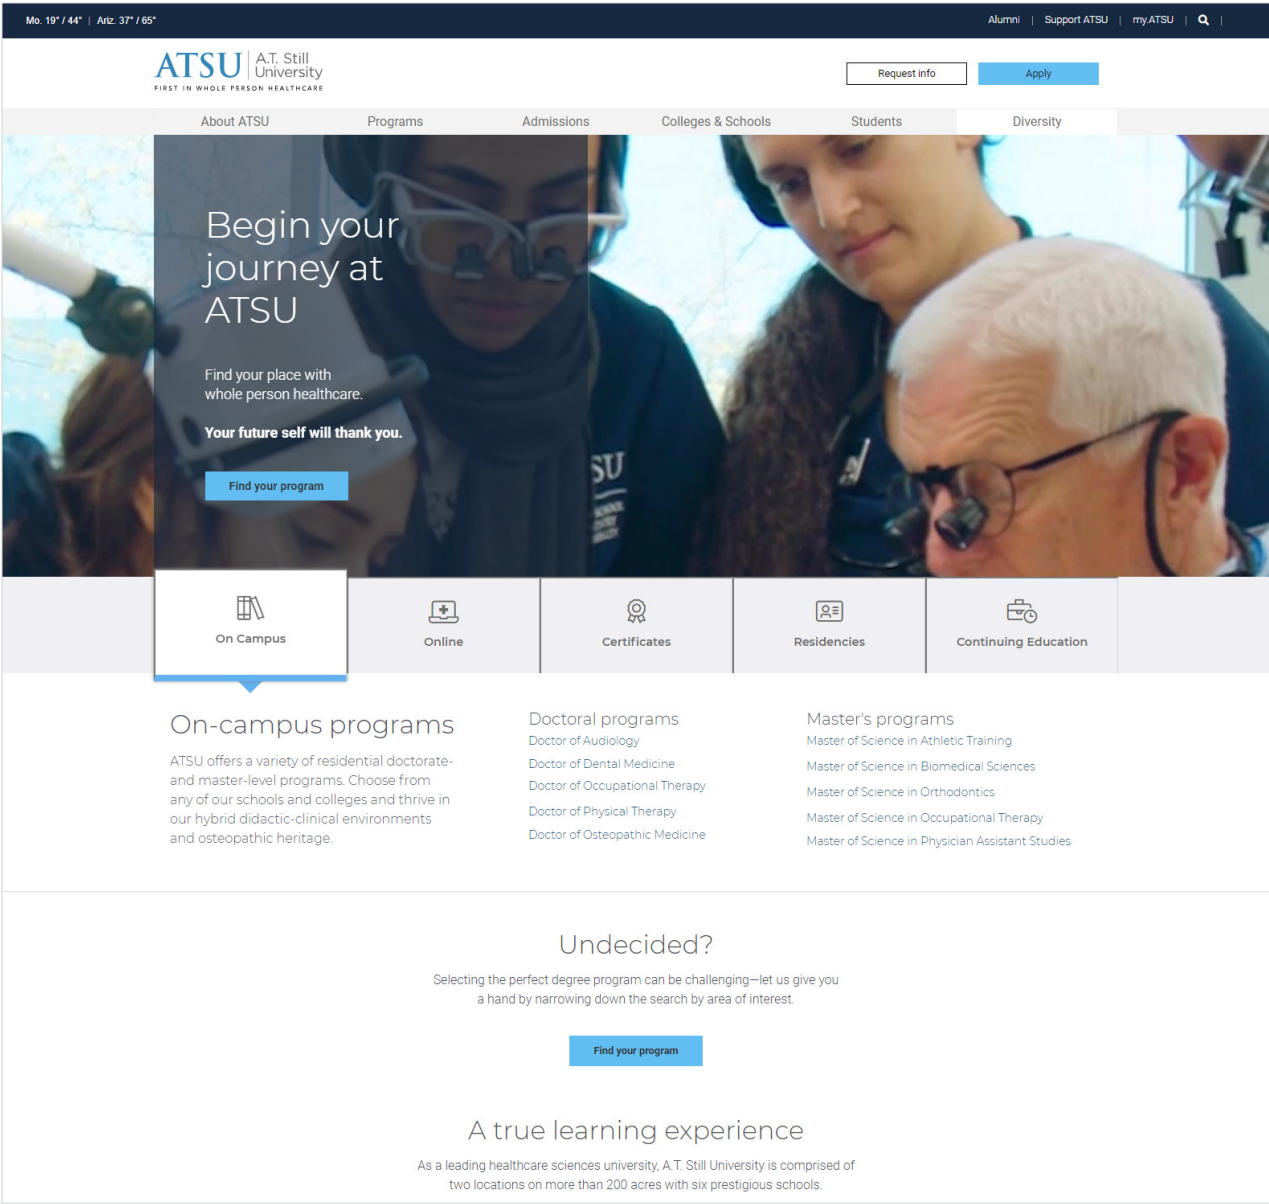 Mo. 19° / 44° | Ariz. 37° / 65°
Alumni | Support ATSU | my.ATSU | |
ATSU A.T. Still
University
FIRST IN WHOLE PERSON HEALTHCARE
Request info
Apply
About ATSU
Programs
Admissions
Colleges & Schools
Students
Diversity
Begin your
journey at
ATSU
Find your place with
whole person healthcare.
Your future self will thank you.
Find your program
SU
SCHOOL
On Campus
Online
Certificates
Residencies
Continuing Education
On-campus programs
ATSU offers a variety of residential doctorate-
and master-level programs. Choose from
any of our schools and colleges and thrive in
our hybrid didactic-clinical environments
and osteopathic heritage.
Doctoral programs
Doctor of Audiology
Doctor of Dental Medicine
Doctor of Occupational Therapy
Doctor of Physical Therapy
Doctor of Osteopathic Medicine
Master's programs
Master of Science in Athletic Training
Master of Science in Biomedical Sciences
Master of Science in Orthodontics
Master of Science in Occupational Therapy
Master of Science in Physician Assistant Studies
Undecided?
Selecting the perfect degree program can be challenging—let us give you
a hand by narrowing down the search by area of interest.
Find your program
A true learning experience
As a leading healthcare sciences university, A.T. Still University is comprised of
two locations on more than 200 acres with six prestigious schools.